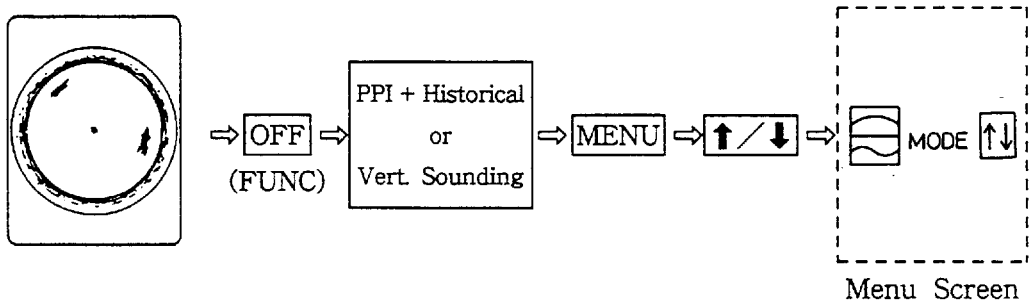 OFF
(FUNC)
PPI + Historical
or
Vert. Sounding
MENU
⬆ / ⬇
MODE ↑↓
Menu Screen